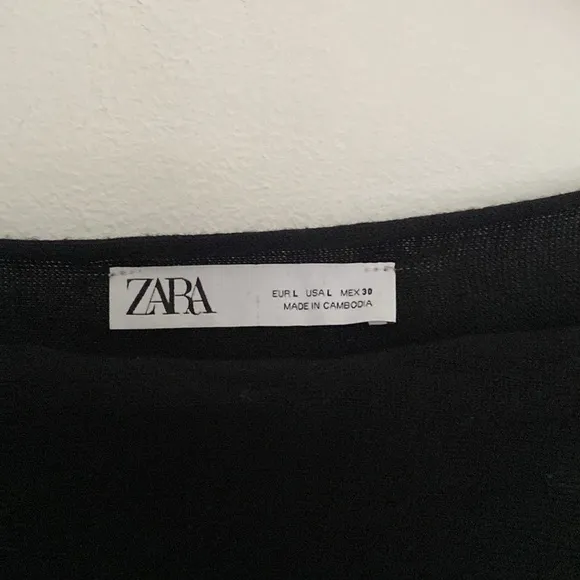 ZARA
EUR L USA L MEX 30
MADE IN CAMBODIA